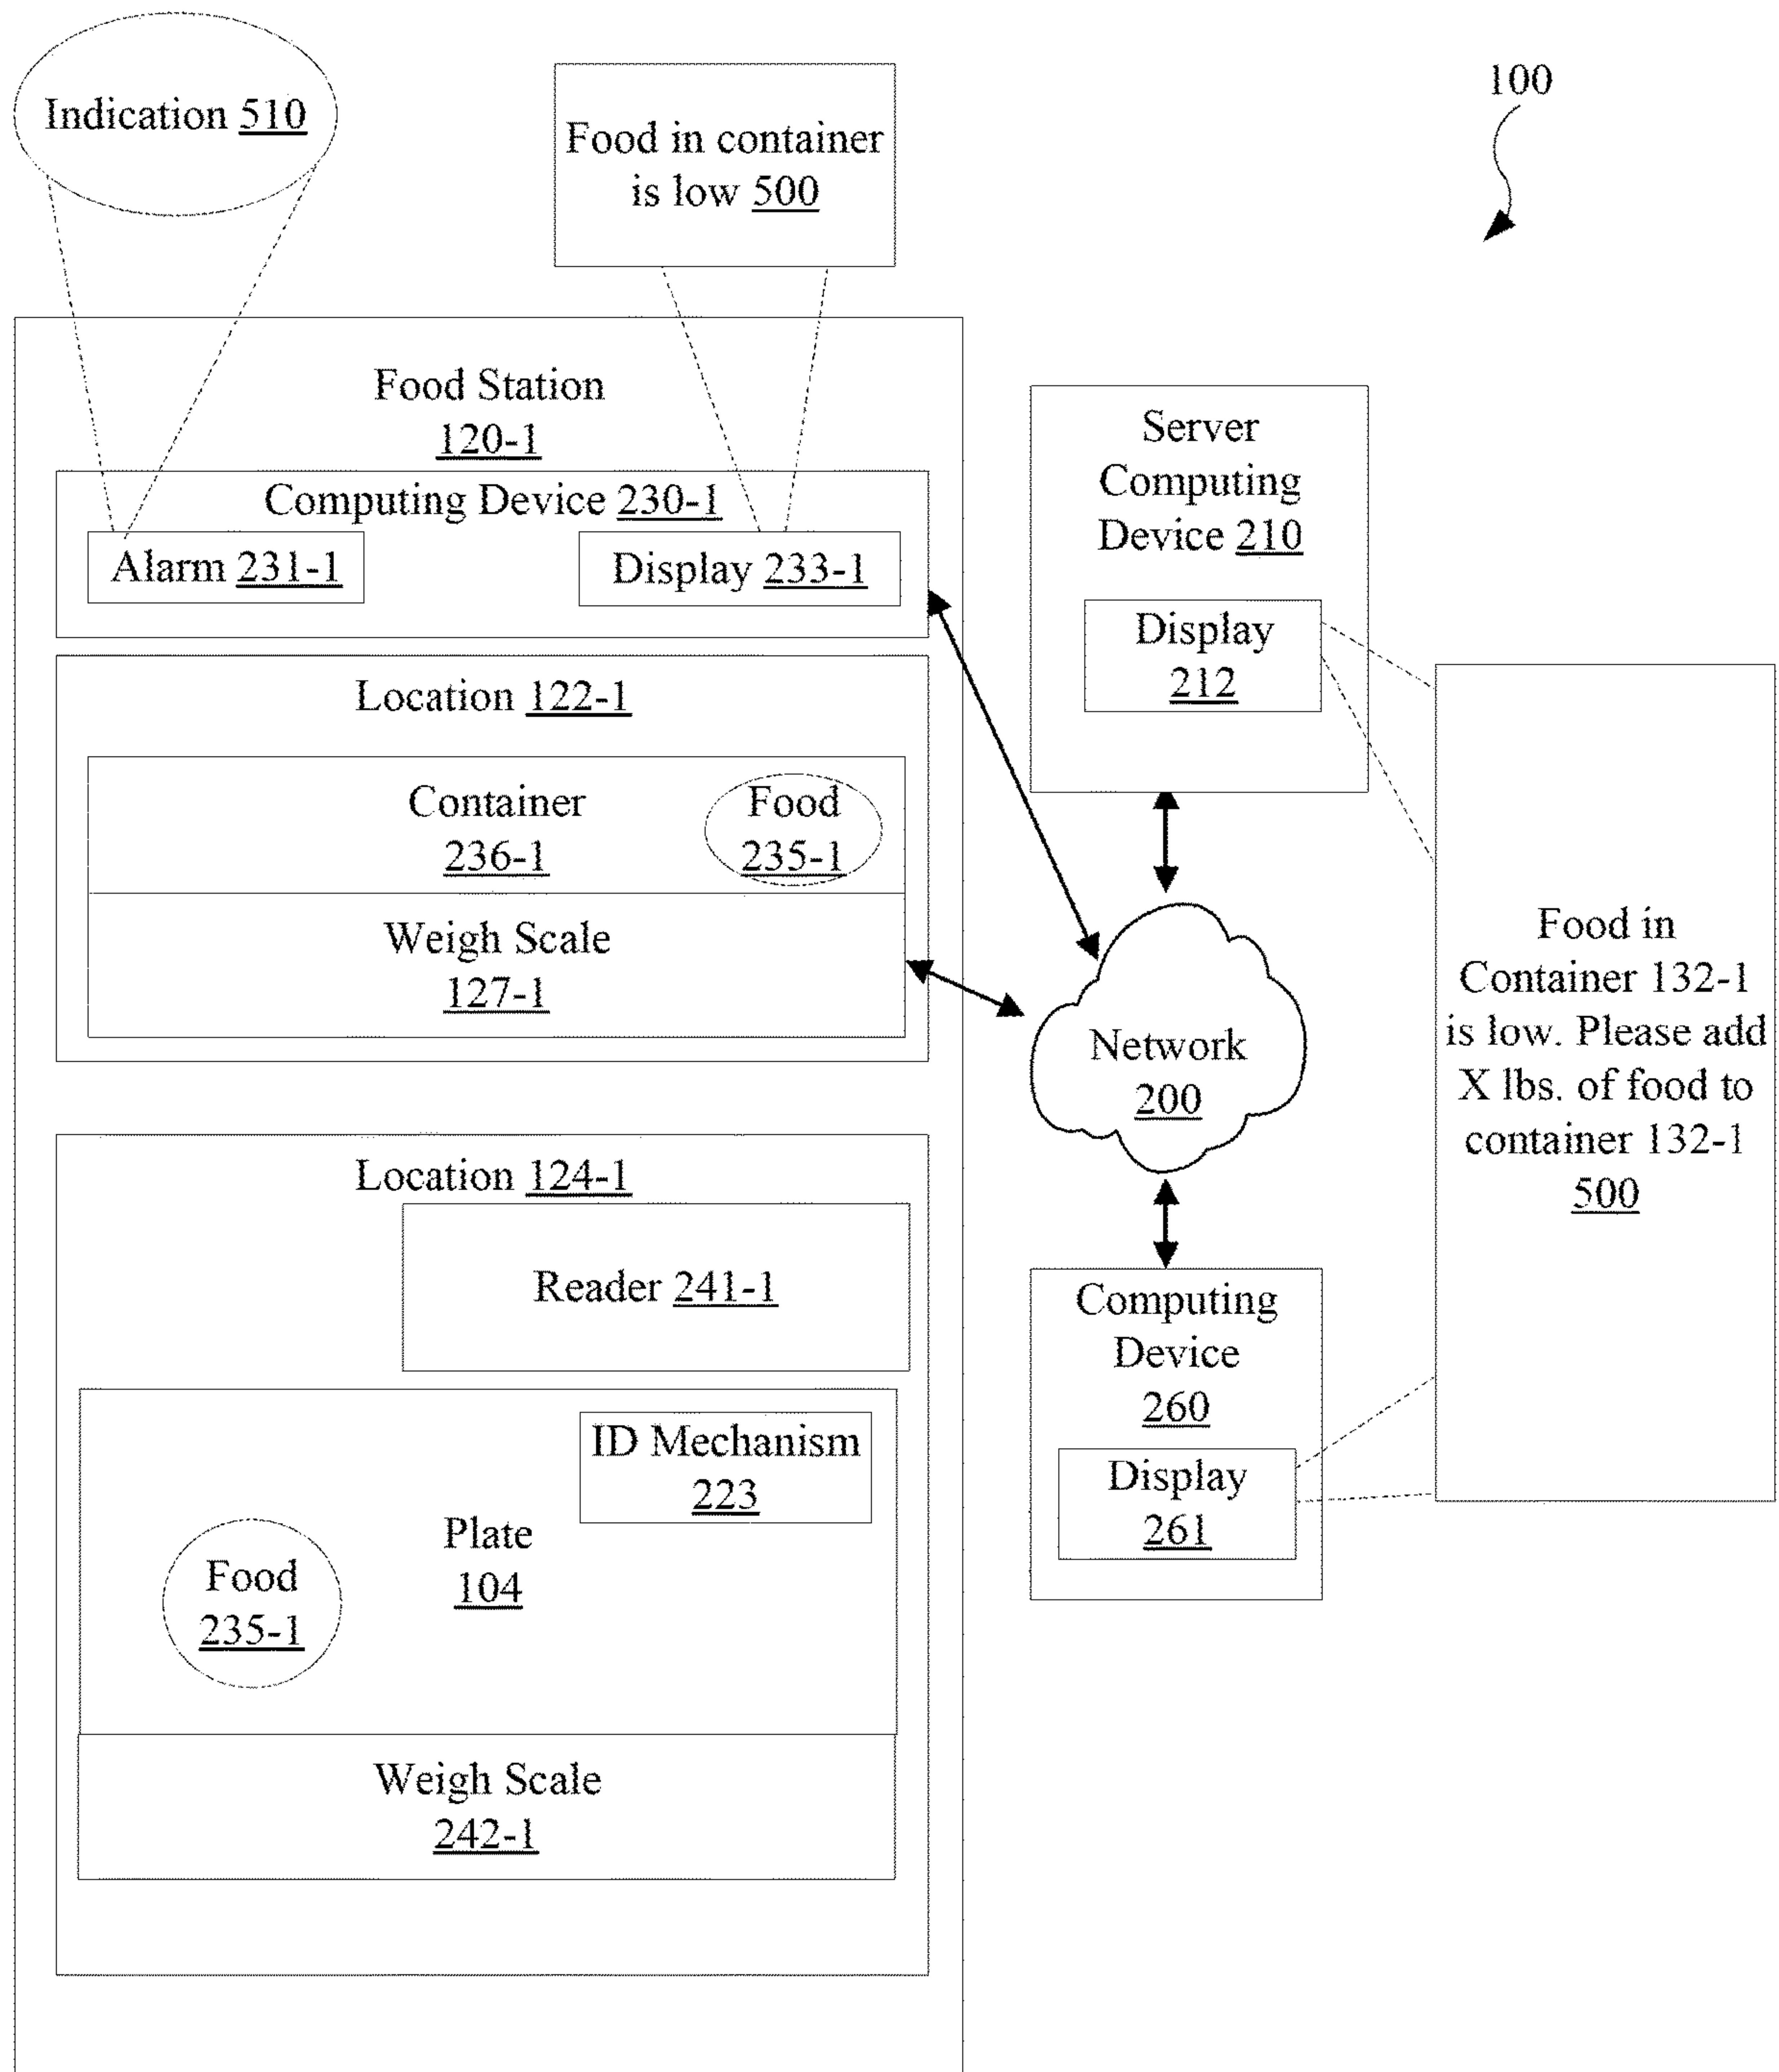 Indication 510
Food in container
is low 500
100
Food Station
120-1
Computing Device 230-1
Alarm 231-1
Display 233-1
Location 122-1
Container
236-1
Food
235-1
Weigh Scale
127-1
Location 124-1
Reader 241-1
ID Mechanism
223
Plate
104
Food
235-1
Weigh Scale
242-1
Server
Computing
Device 210
Display
212
Network
200
Computing
Device
260
Display
261
Food in
Container 132-1
is low. Please add
X lbs. of food to
container 132-1
500